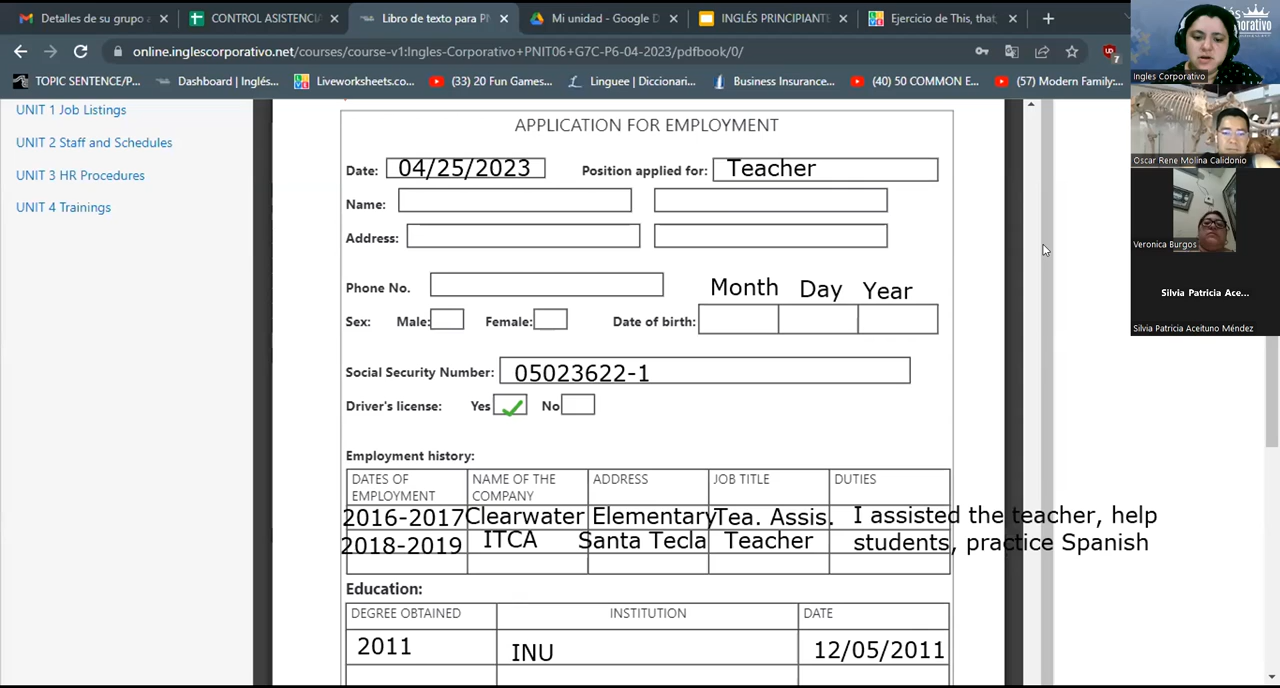 Detalles de su grupo a
CONTROL ASISTENCIA
Libro de texto para PN
Mi unidad - Google D
INGLÉS PRINCIPIANTE
Ejercicio de This, that,
online.inglescorporativo.net/courses/course-v1:Ingles-Corporativo+PNIT06+G7C-P6-04-2023/pdfbook/0/
7
TOPIC SENTENCE/P...
Dashboard | Inglés...
Liveworksheets.co...
(33) 20 Fun Games...
Linguee | Diccionari...
Business Insurance...
(40) 50 COMMON E...
(57) Modern Family:...
Ingles Corporativo
Oscar Rene Molina Calidonio
Veronica Burgos
Silvia Patricia Ace...
Silvia Patricia Aceituno Méndez
UNIT 1 Job Listings
UNIT 2 Staff and Schedules
UNIT 3 HR Procedures
UNIT 4 Trainings
APPLICATION FOR EMPLOYMENT
Date: 04/25/2023 Position applied for: Teacher
Name:
Address:
Phone No. Month Day Year
Sex: Male: Female: Date of birth:
Social Security Number: 05023622-1
Driver's license: Yes No
Employment history:
DATES OF EMPLOYMENT NAME OF THE COMPANY ADDRESS JOB TITLE DUTIES
2016-2017 Clearwater Elementary Tea. Assis. I assisted the teacher, help
2018-2019 ITCA Santa Tecla Teacher students, practice Spanish
Education:
DEGREE OBTAINED INSTITUTION DATE
2011 INU 12/05/2011